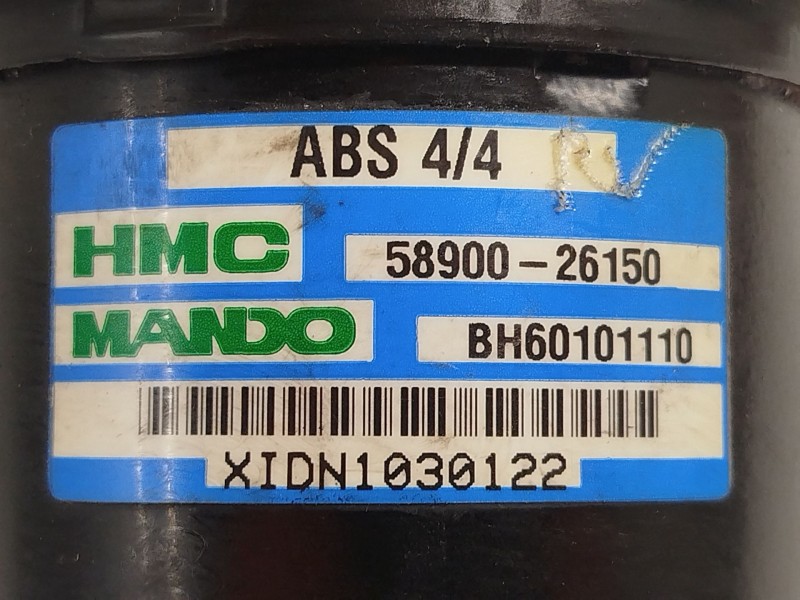 ABS 4/4
HMC 58900-26150
MANDO BH60101110
XIDN1030122